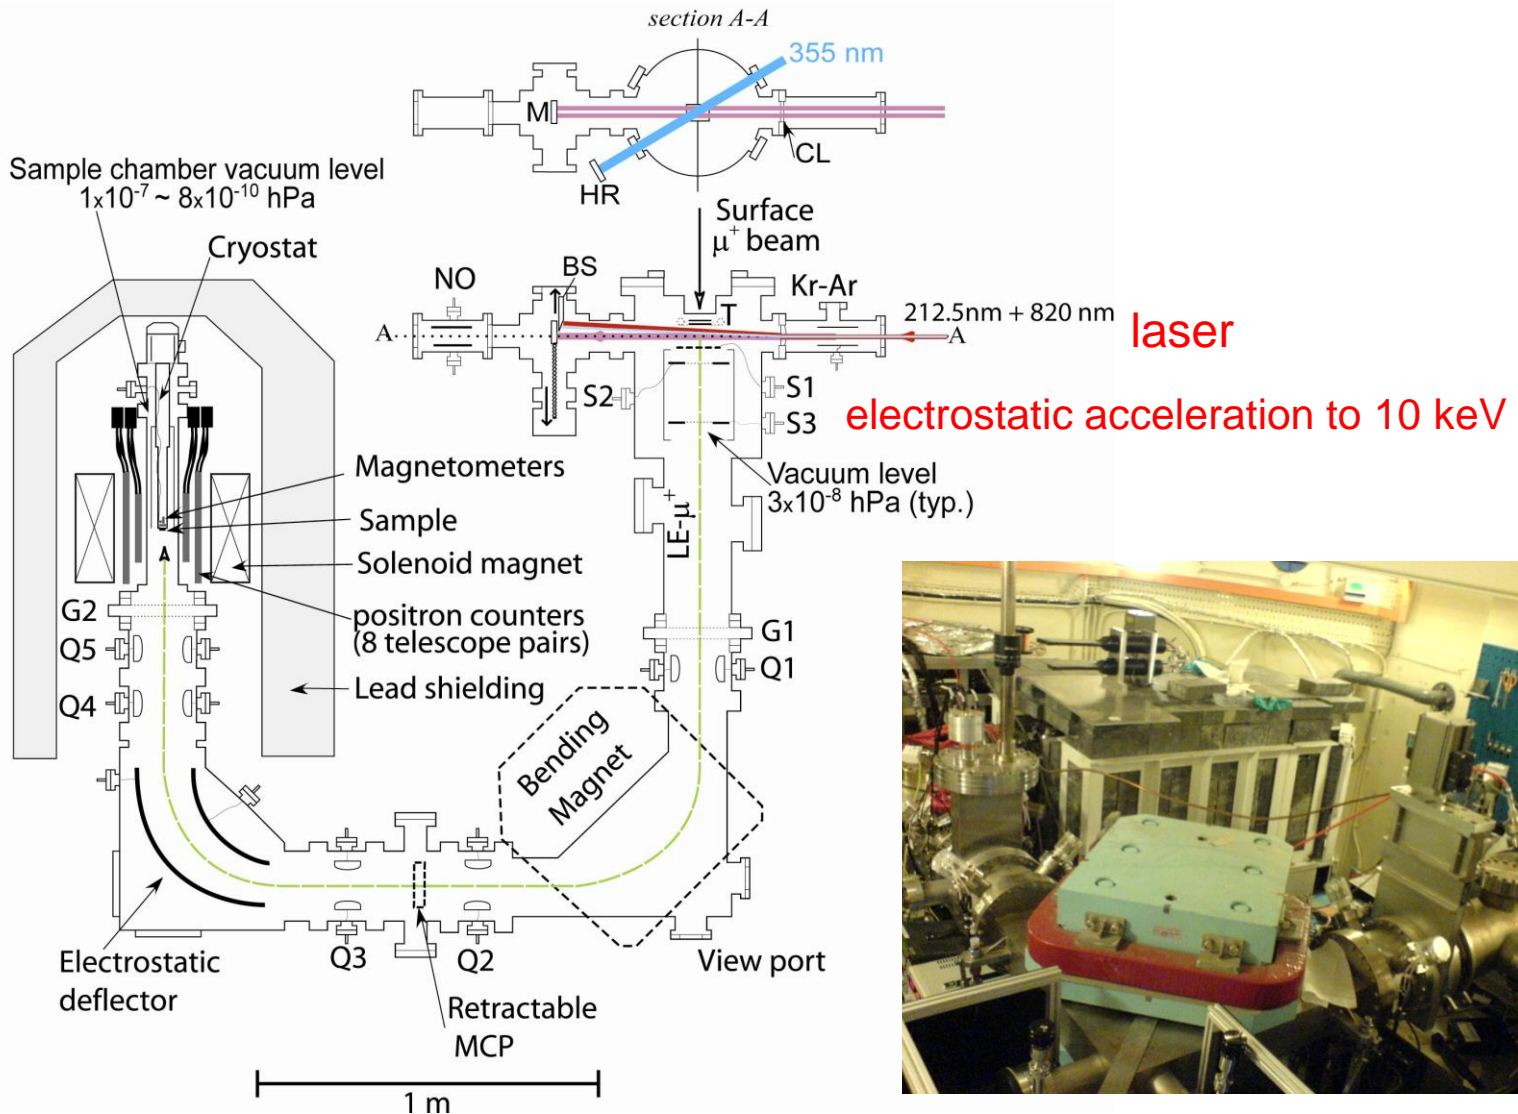 section A-A
355 nm
M
CL
HR
Sample chamber vacuum level
1x10⁻⁷ ~ 8x10⁻¹⁰ hPa
Cryostat
Surface
μ⁺ beam
NO
BS
Kr-Ar
T
212.5nm + 820 nm
A
A
laser
S2
S1
S3
electrostatic acceleration to 10 keV
Magnetometers
Vacuum level
3x10⁻⁸ hPa (typ.)
Sample
LE-μ⁺
Solenoid magnet
G2
positron counters
(8 telescope pairs)
G1
Q5
Q1
Q4
Lead shielding
Bending
Magnet
Electrostatic
deflector
Q3
Q2
View port
Retractable
MCP
1 m